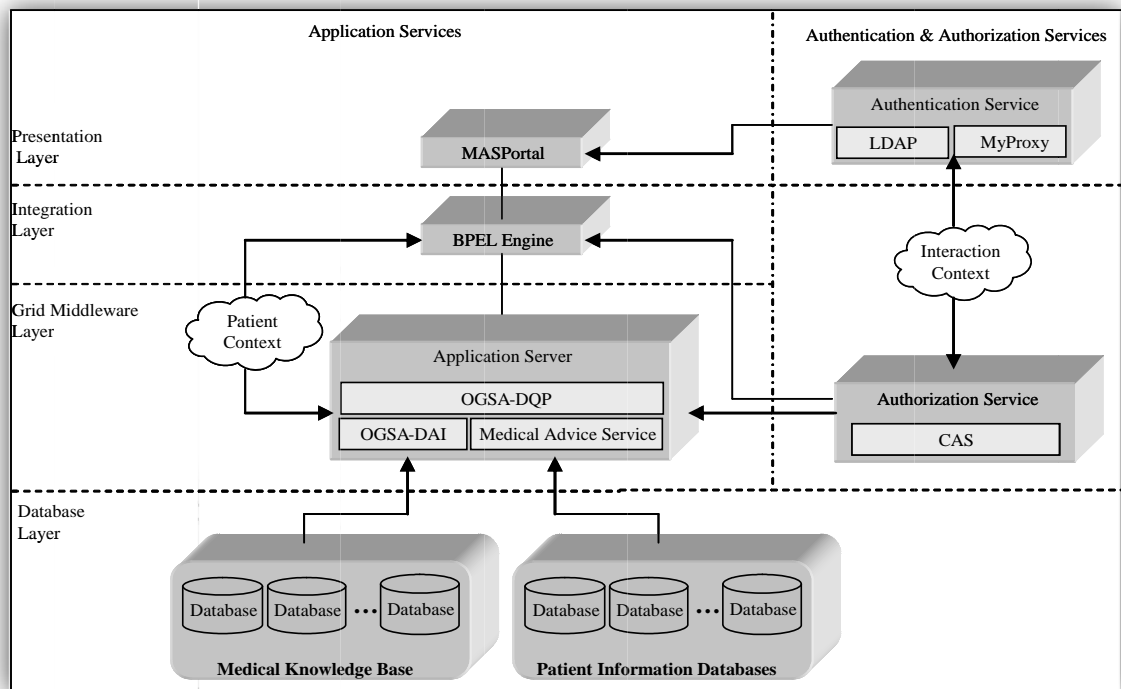 Application Services
Authentication & Authorization Services
Authentication Service
LDAP
MyProxy
Presentation
Layer
MASPortal
Integration
Layer
BPEL Engine
Interaction
Context
Grid Middleware
Layer
Patient
Context
Application Server
OGSA-DQP
OGSA-DAI
Medical Advice Service
Authorization Service
CAS
Database
Layer
Database
Database
...
Database
Medical Knowledge Base
Database
Database
...
Database
Patient Information Databases